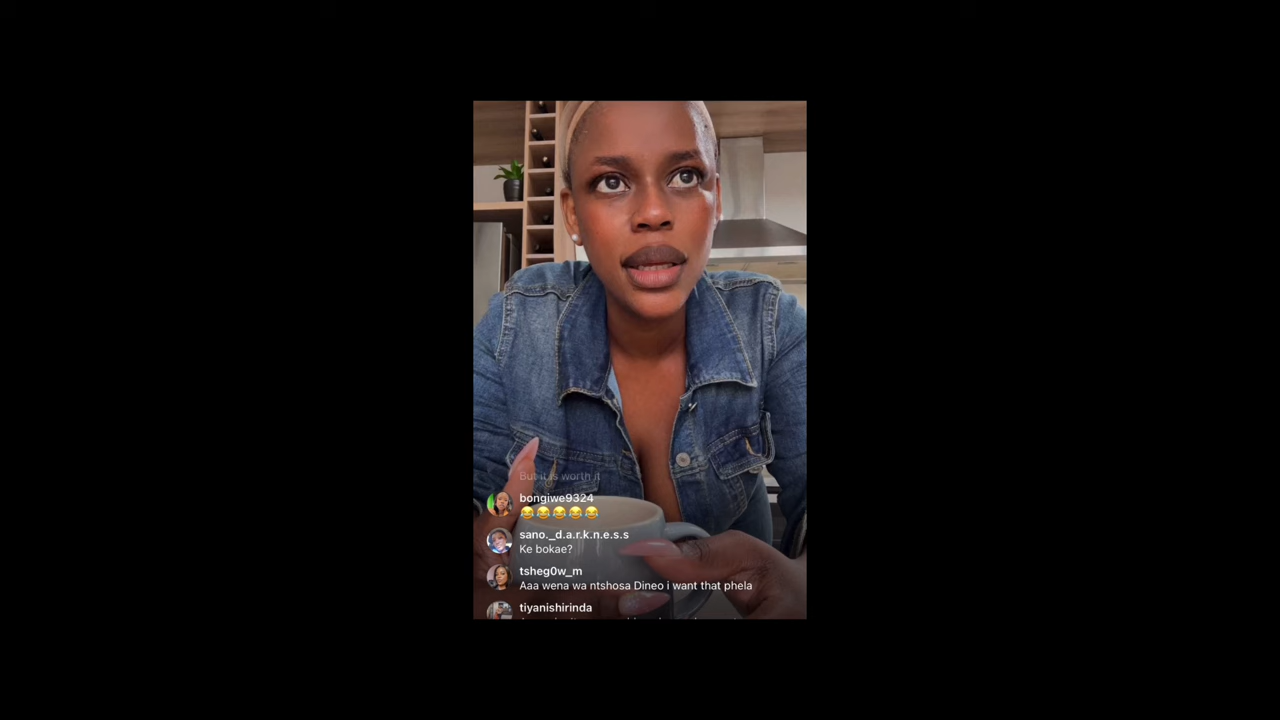 But it is worth it
bongiwe9324
😂😂😂😂😂
sano._d.a.r.k.n.e.s.s
Ke bokae?
tsheg0w_m
Aaa wena wa ntshosa Dineo i want that phela
tiyanishirinda